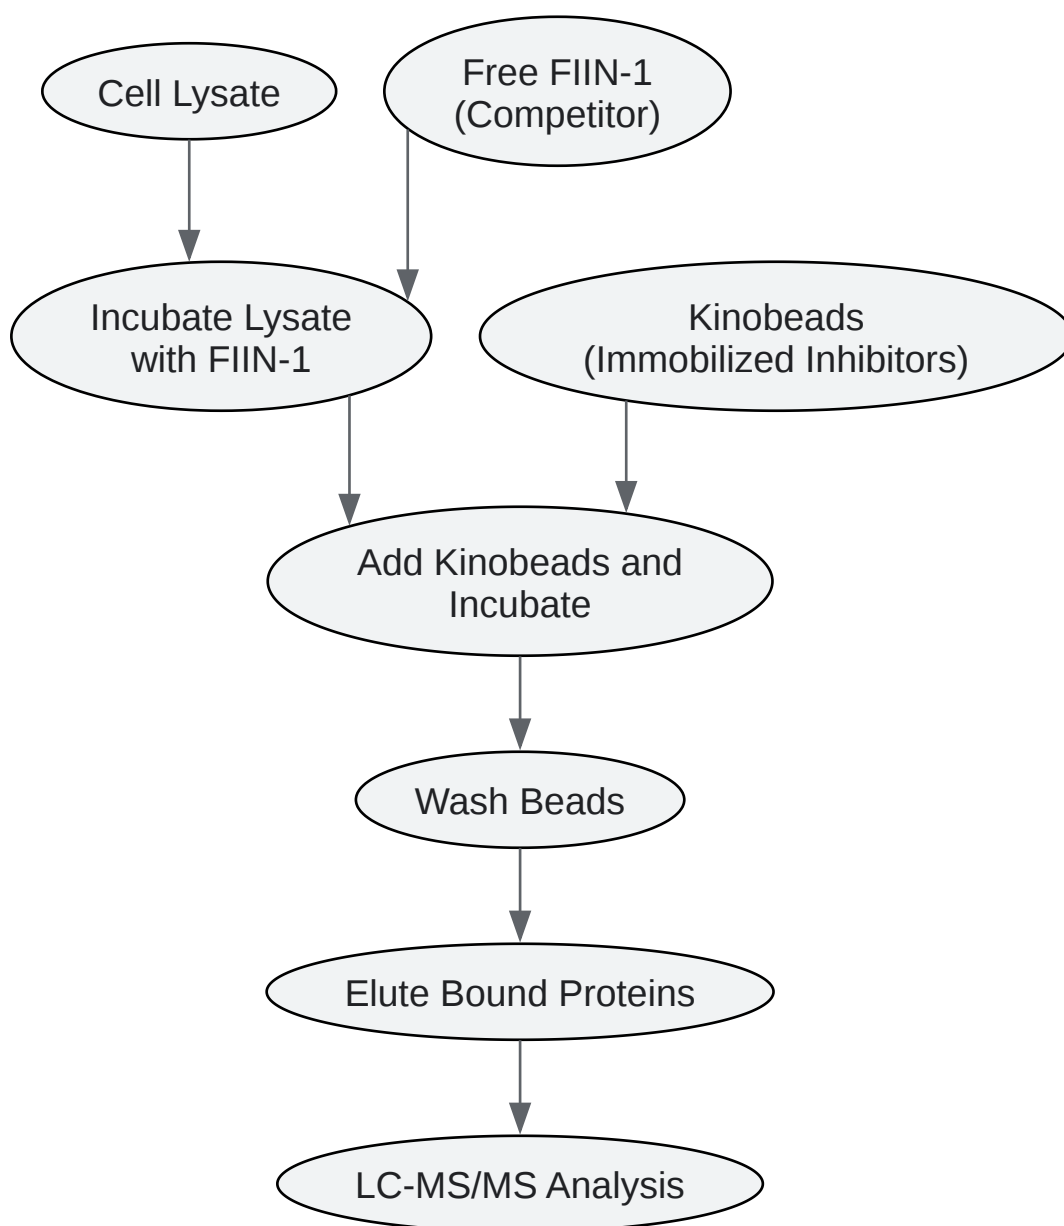 Cell Lysate
Free FIIN-1
(Competitor)
Incubate Lysate
with FIIN-1
Kinobeads
(Immobilized Inhibitors)
Add Kinobeads and
Incubate
Wash Beads
Elute Bound Proteins
LC-MS/MS Analysis